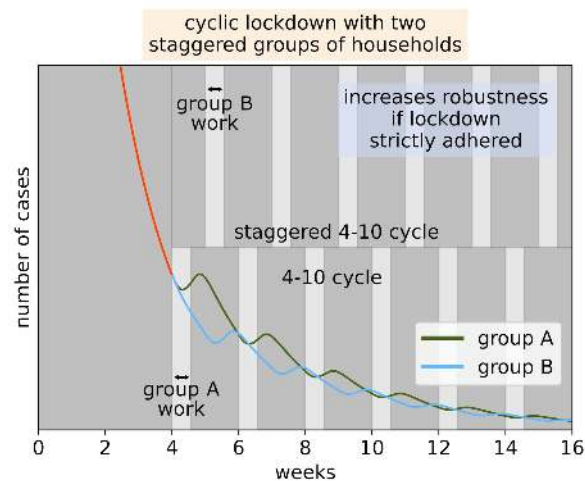 cyclic lockdown with two
staggered groups of households
group B
work
increases robustness
if lockdown
strictly adhered
staggered 4-10 cycle
4-10 cycle
number of cases
group A
group B
group A
work
0 2 4 6 8 10 12 14 16
weeks